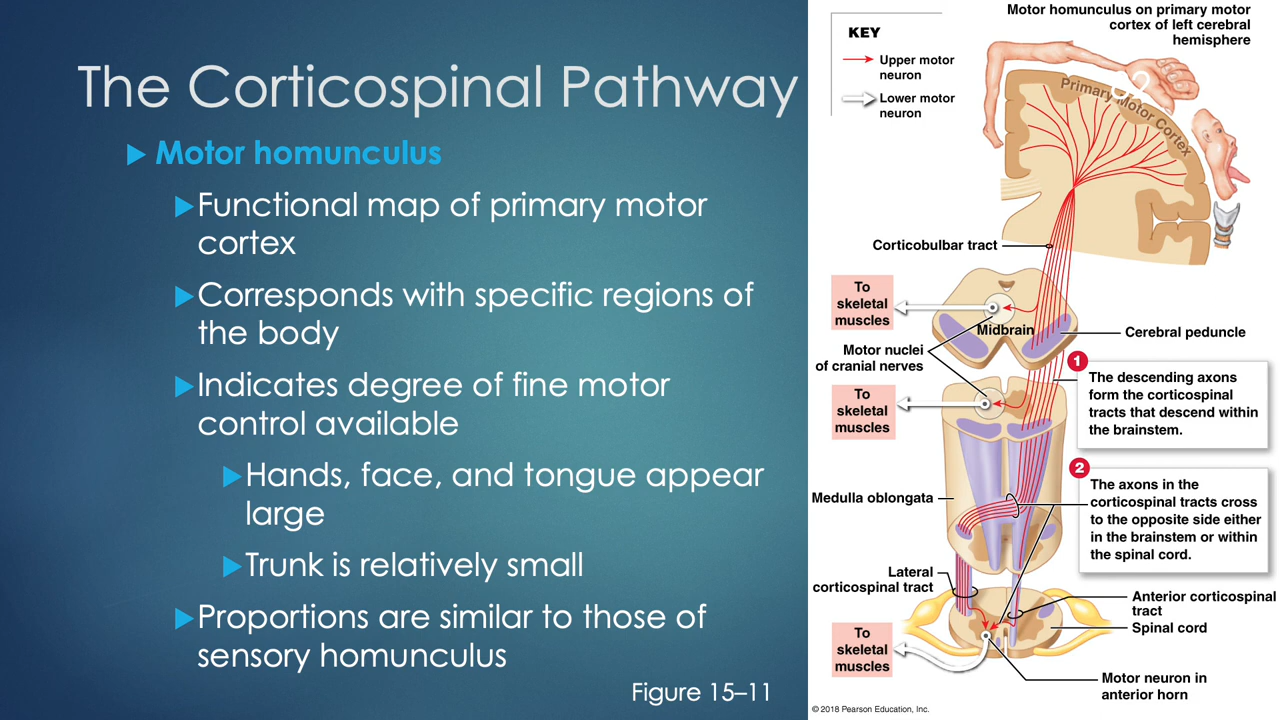 The Corticospinal Pathway
Motor homunculus
Functional map of primary motor
cortex
Corresponds with specific regions of
the body
Indicates degree of fine motor
control available
Hands, face, and tongue appear
large
Trunk is relatively small
Proportions are similar to those of
sensory homunculus
Figure 15–11
Motor homunculus on primary motor
cortex of left cerebral
hemisphere
KEY
Upper motor
neuron
Lower motor
neuron
Primary Motor Cortex
Corticobulbar tract
To
skeletal
muscles
Midbrain
Cerebral peduncle
Motor nuclei
of cranial nerves
To
skeletal
muscles
1
The descending axons
form the corticospinal
tracts that descend within
the brainstem.
2
The axons in the
corticospinal tracts cross
to the opposite side either
in the brainstem or within
the spinal cord.
Medulla oblongata
Lateral
corticospinal tract
Anterior corticospinal
tract
Spinal cord
To
skeletal
muscles
Motor neuron in
anterior horn
© 2018 Pearson Education, Inc.